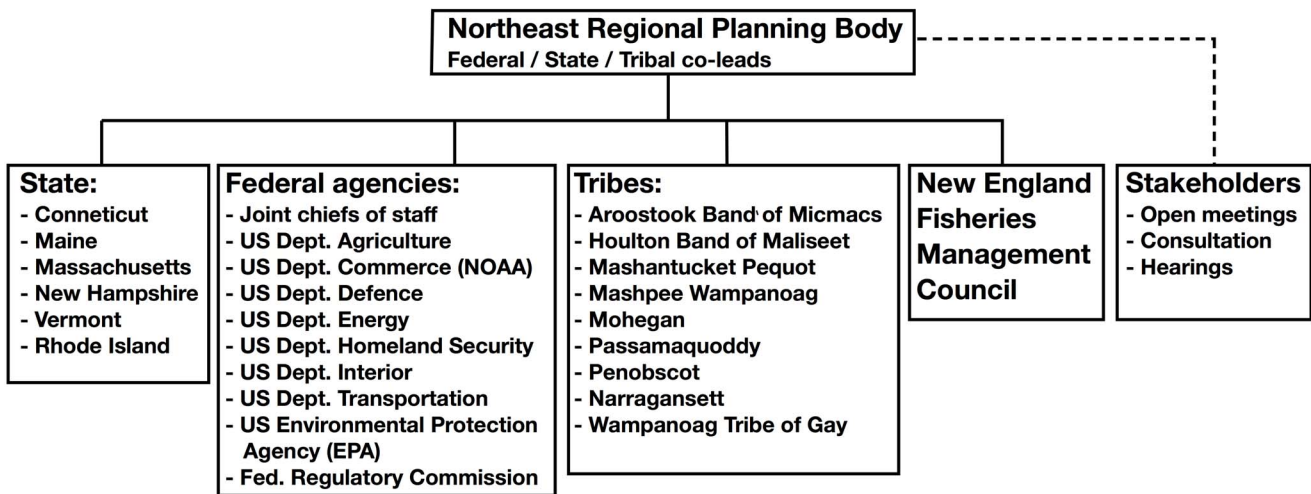 Northeast Regional Planning Body
Federal / State / Tribal co-leads
State:
- Conneticut
- Maine
- Massachusetts
- New Hampshire
- Vermont
- Rhode Island
Federal agencies:
- Joint chiefs of staff
- US Dept. Agriculture
- US Dept. Commerce (NOAA)
- US Dept. Defence
- US Dept. Energy
- US Dept. Homeland Security
- US Dept. Interior
- US Dept. Transportation
- US Environmental Protection
Agency (EPA)
- Fed. Regulatory Commission
Tribes:
- Aroostook Band of Micmacs
- Houlton Band of Maliseet
- Mashantucket Pequot
- Mashpee Wampanoag
- Mohegan
- Passamaquoddy
- Penobscot
- Narragansett
- Wampanoag Tribe of Gay
New England
Fisheries
Management
Council
Stakeholders
- Open meetings
- Consultation
- Hearings